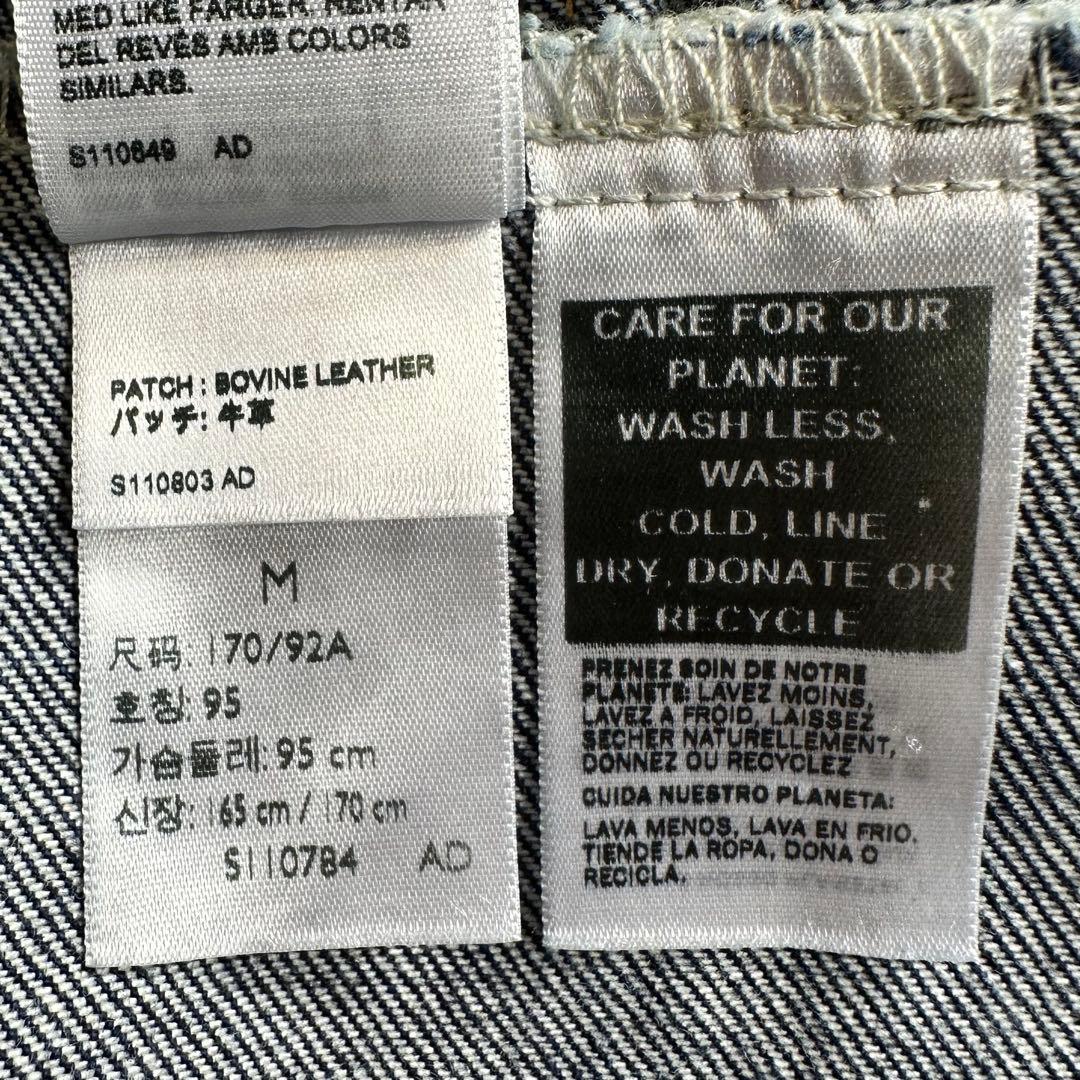 MED LIKE FARGER. RENTAR
DEL REVÉS AMB COLORS
SIMILARS.
S110649 AD
PATCH : BOVINE LEATHER
パッチ: 牛革
S110803 AD
M
尺码: 170/92A
호칭: 95
가슴둘레: 95 cm
신장: 165 cm / 170 cm
S110784 AD
CARE FOR OUR
PLANET:
WASH LESS,
WASH
COLD, LINE
DRY, DONATE OR
RECYCLE
PRENEZ SOIN DE NOTRE
PLANETE: LAVEZ MOINS,
LAVEZ A FROID, LAISSEZ
SECHER NATURELLEMENT,
DONNEZ OU RECYCLEZ
CUIDA NUESTRO PLANETA:
LAVA MENOS, LAVA EN FRIO,
TIENDE LA ROPA, DONA O
RECICLA.